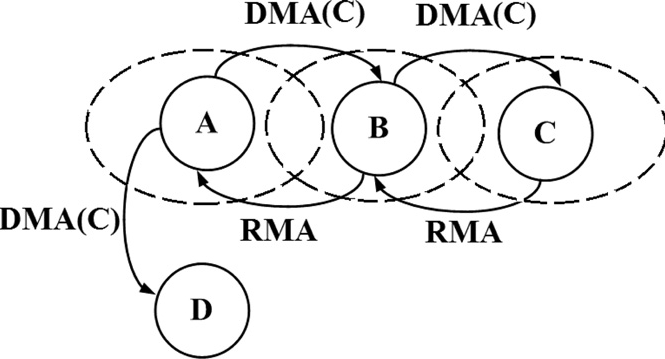 DMA(C) DMA(C)
A B C
RMA RMA
DMA(C)
D